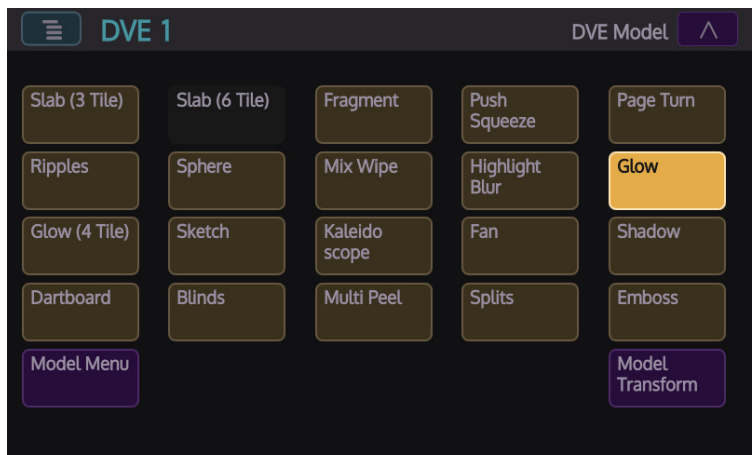 DVE 1
DVE Model
Slab (3 Tile)
Slab (6 Tile)
Fragment
Push
Squeeze
Page Turn
Ripples
Sphere
Mix Wipe
Highlight
Blur
Glow
Glow (4 Tile)
Sketch
Kaleido
scope
Fan
Shadow
Dartboard
Blinds
Multi Peel
Splits
Emboss
Model Menu
Model
Transform